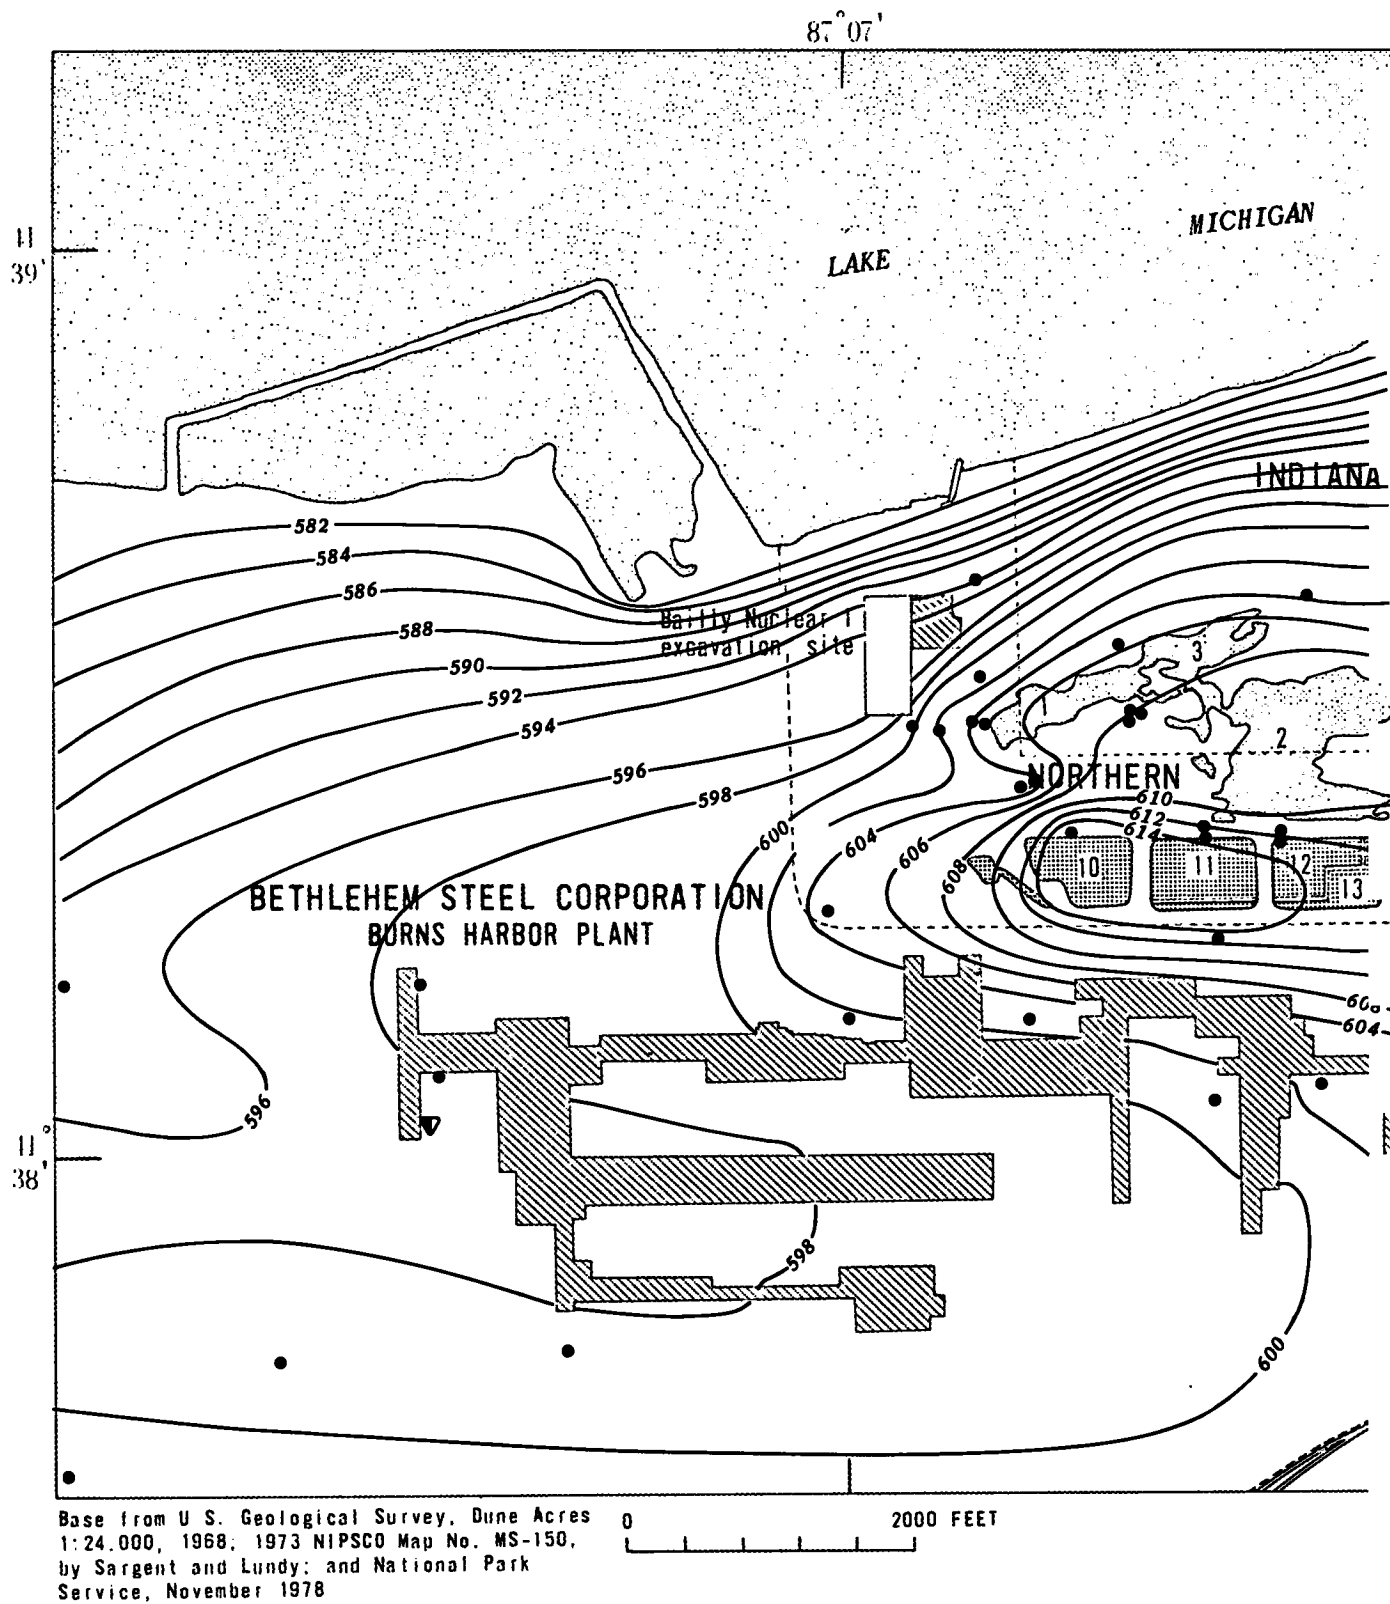 87°07'
MICHIGAN
LAKE
41
39'
INDIANA
582
584
586
588
590
592
594
596
598
600
604
606
608
610
612
614
Bailly Nuclear 1
excavation site
3
2
NORTHERN
10
11
12
13
BETHLEHEM STEEL CORPORATION
BURNS HARBOR PLANT
604
596
41°
38'
598
600
Base from U S. Geological Survey, Dune Acres
1:24.000, 1968; 1973 NIPSCO Map No. MS-150,
by Sargent and Lundy; and National Park
Service, November 1978
0
2000 FEET